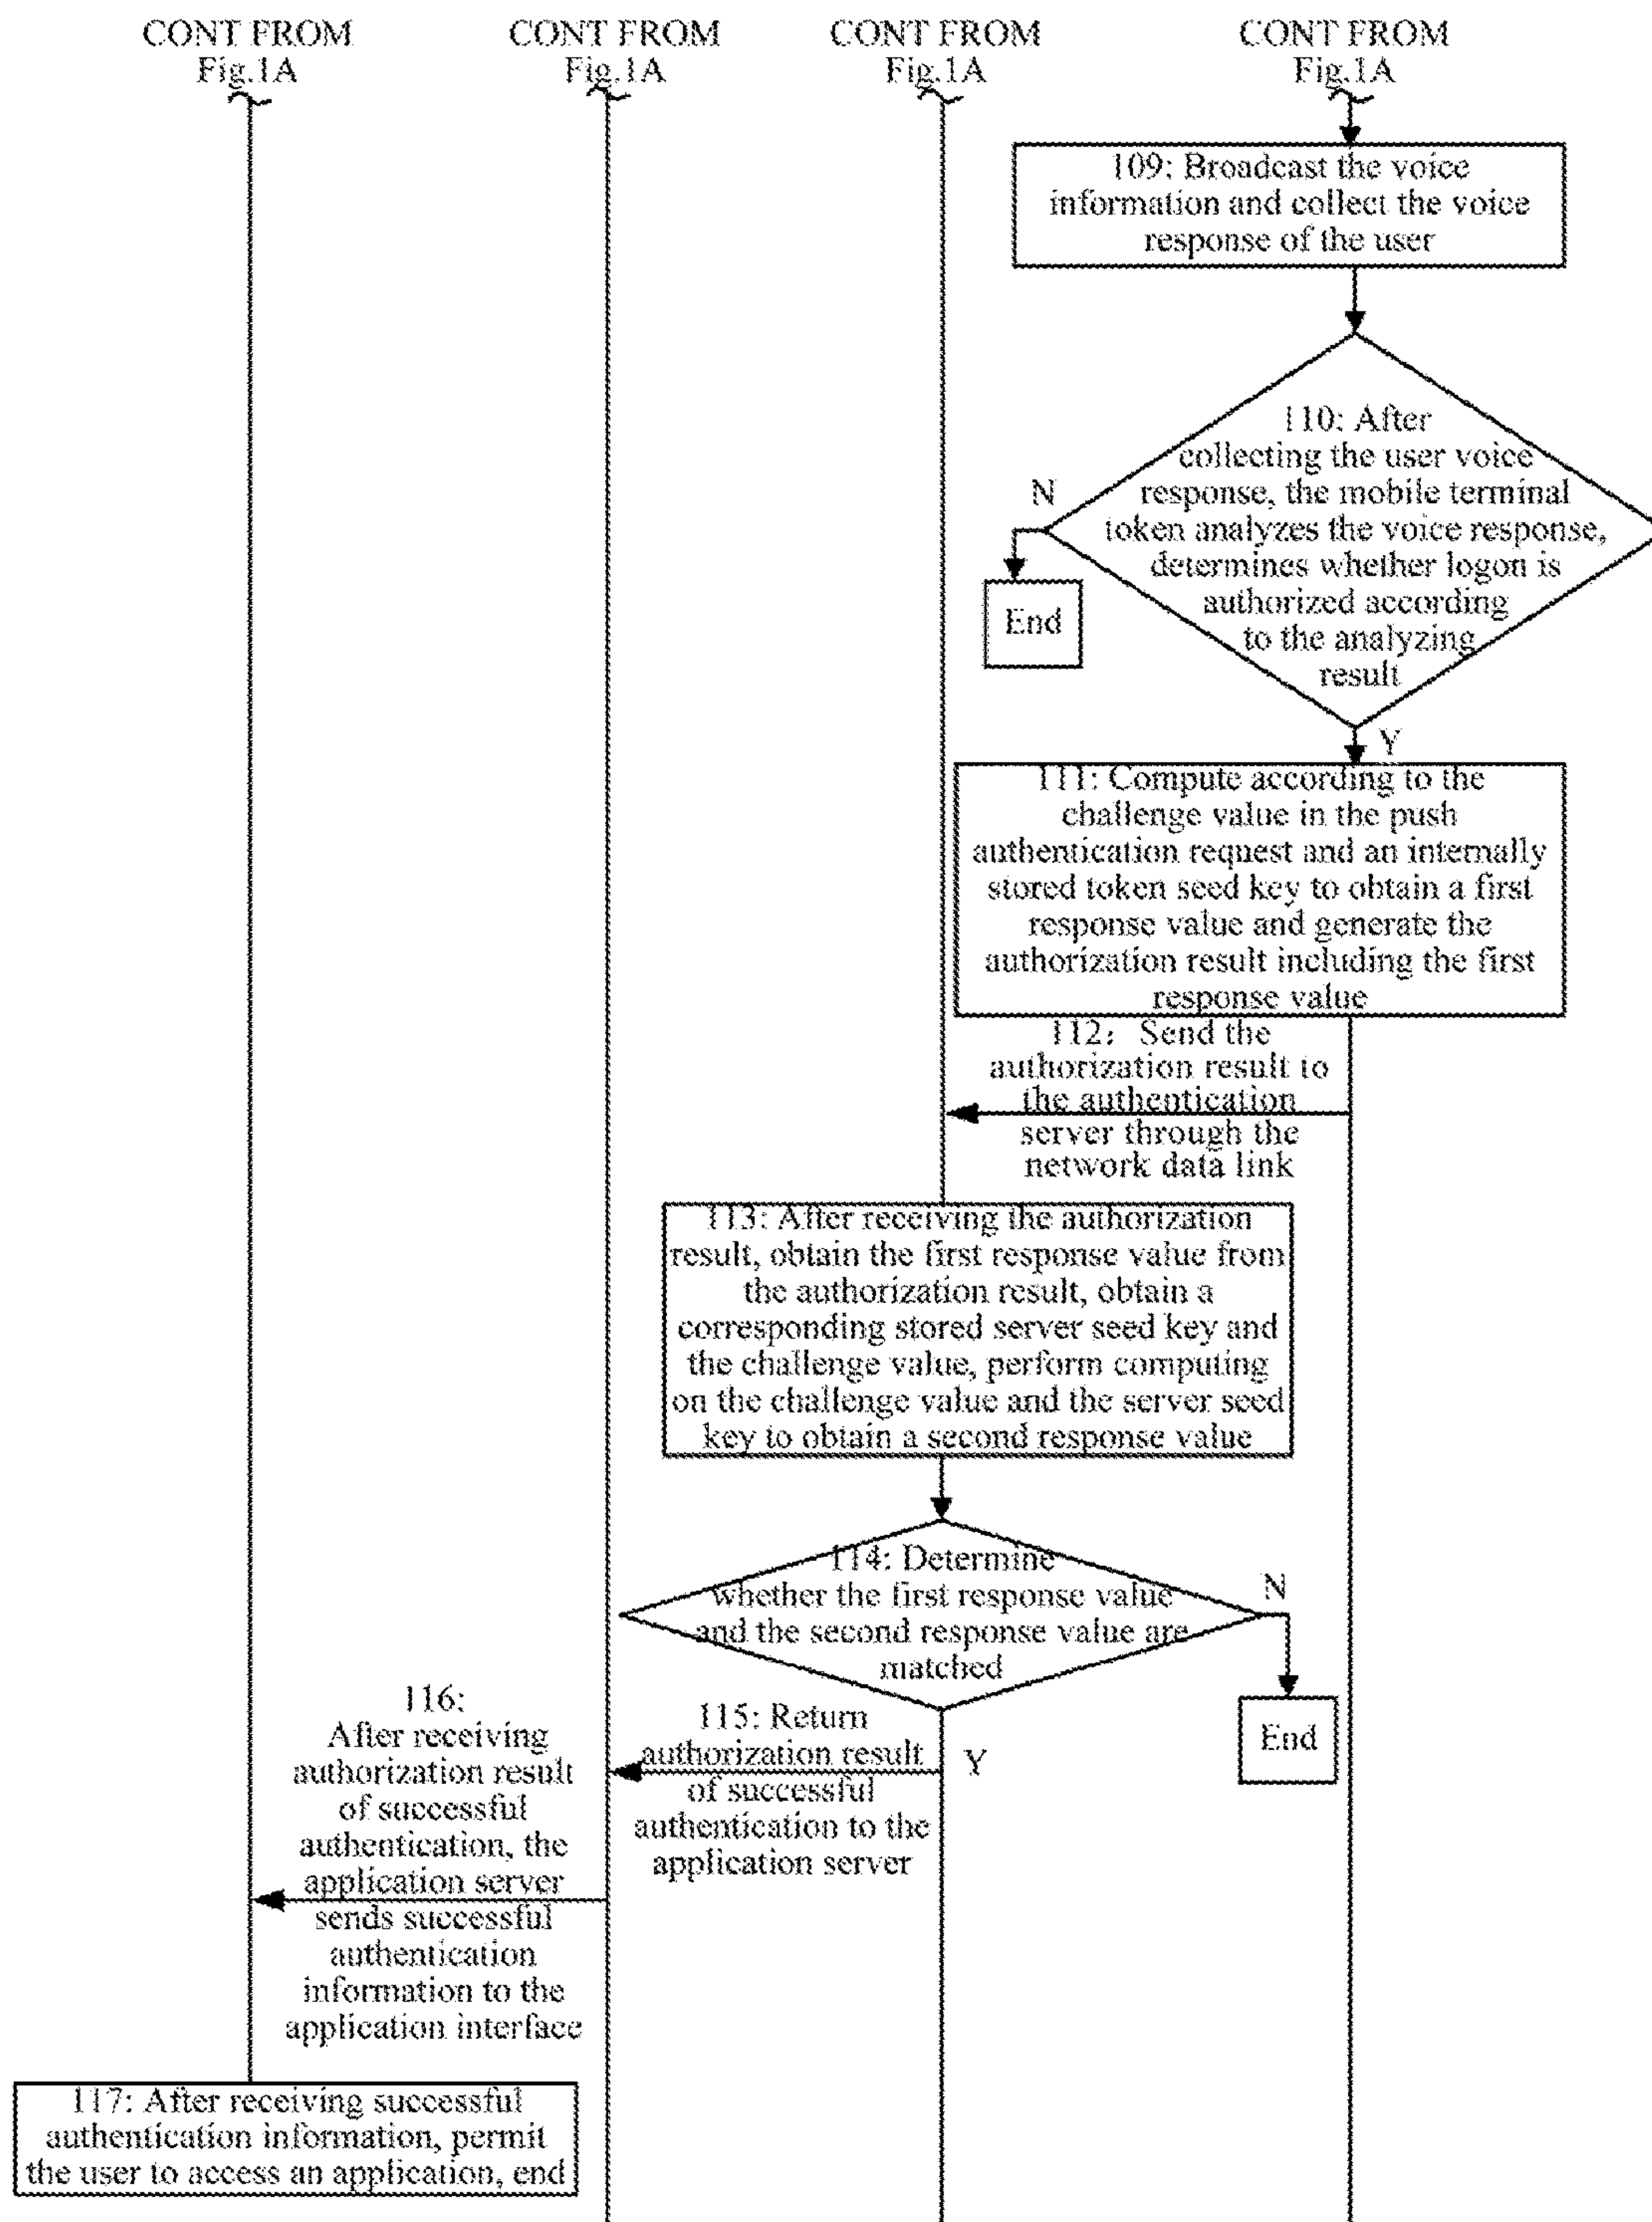 CONT FROM
Fig.1A
CONT FROM
Fig.1A
CONT FROM
Fig.1A
CONT FROM
Fig.1A
109: Broadcast the voice
information and collect the voice
response of the user
110: After
collecting the user voice
response, the mobile terminal
token analyzes the voice response,
determines whether logon is
authorized according
to the analyzing
result
N
End
Y
111: Compute according to the
challenge value in the push
authentication request and an internally
stored token seed key to obtain a first
response value and generate the
authorization result including the first
response value
112: Send the
authorization result to
the authentication
server through the
network data link
113: After receiving the authorization
result, obtain the first response value from
the authorization result, obtain a
corresponding stored server seed key and
the challenge value, perform computing
on the challenge value and the server seed
key to obtain a second response value
114: Determine
whether the first response value
and the second response value are
matched
N
End
Y
115: Return
authorization result
of successful
authentication to the
application server
116:
After receiving
authorization result
of successful
authentication, the
application server
sends successful
authentication
information to the
application interface
117: After receiving successful
authentication information, permit
the user to access an application, end